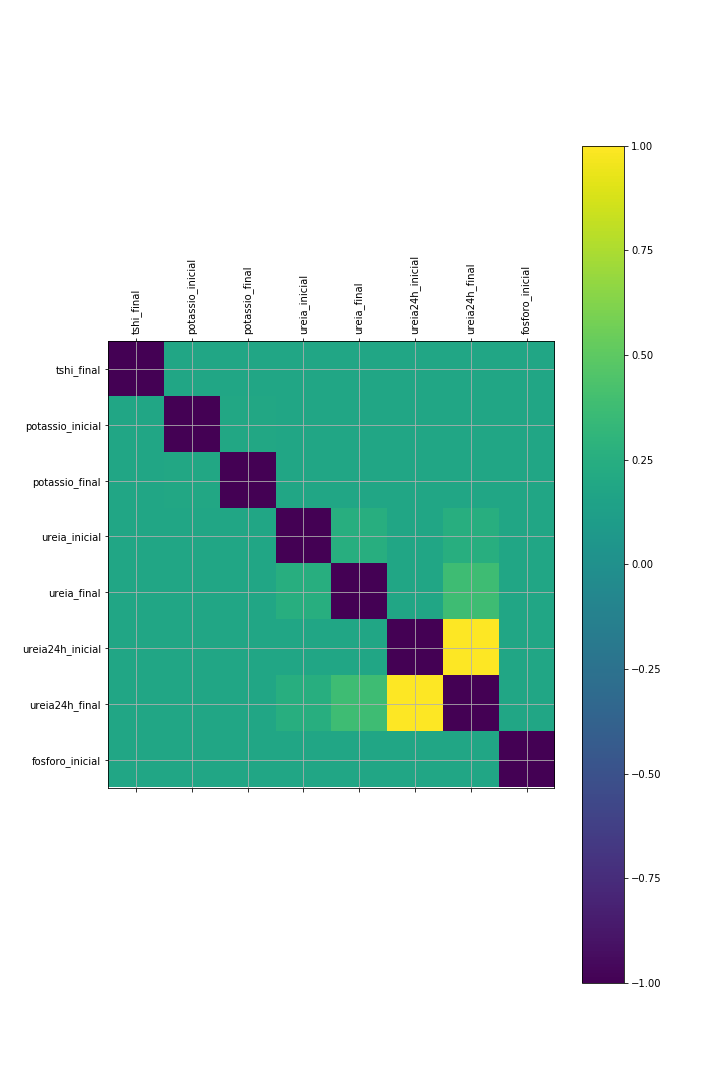 tshi_final
potassio_inicial
potassio_final
ureia_inicial
ureia_final
ureia24h_inicial
ureia24h_final
fosforo_inicial
tshi_final
potassio_inicial
potassio_final
ureia_inicial
ureia_final
ureia24h_inicial
ureia24h_final
fosforo_inicial
1.00
0.75
0.50
0.25
0.00
−0.25
−0.50
−0.75
−1.00